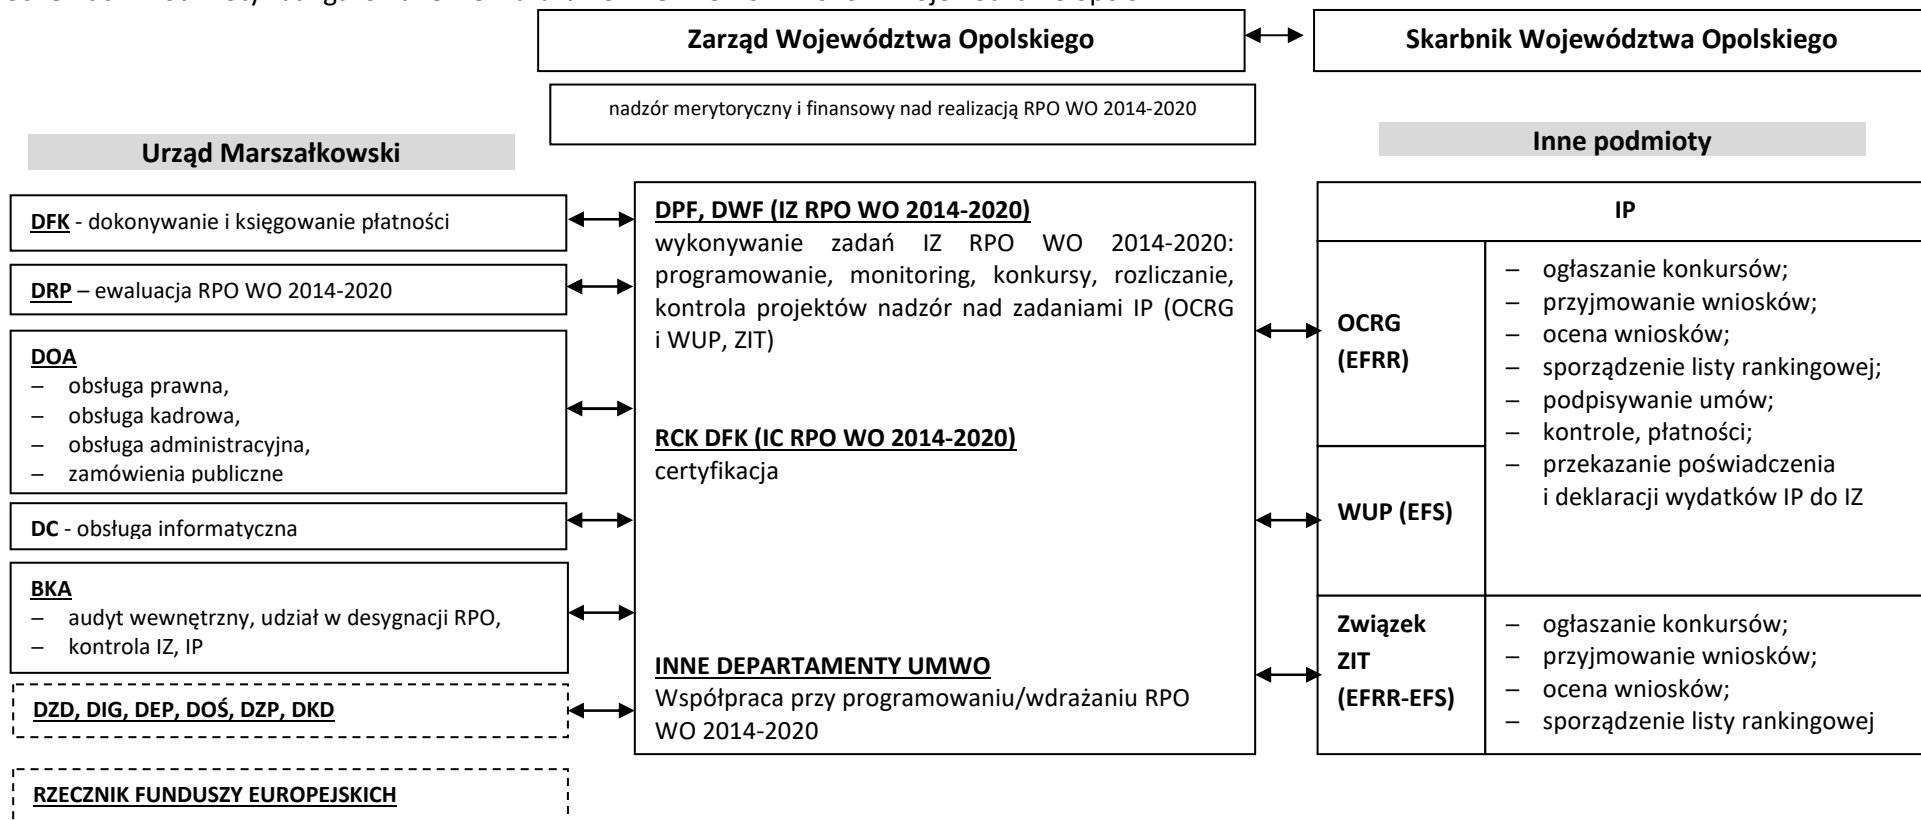 Zarząd Województwa Opolskiego
Skarbnik Województwa Opolskiego
nadzór merytoryczny i finansowy nad realizacją RPO WO 2014-2020
Urząd Marszałkowski
Inne podmioty
DFK - dokonywanie i księgowanie płatności
DRP – ewaluacja RPO WO 2014-2020
DOA
– obsługa prawna,
– obsługa kadrowa,
– obsługa administracyjna,
– zamówienia publiczne
DC - obsługa informatyczna
BKA
– audyt wewnętrzny, udział w desygnacji RPO,
– kontrola IZ, IP
DZD, DIG, DEP, DOŚ, DZP, DKD
RZECZNIK FUNDUSZY EUROPEJSKICH
DPF, DWF (IZ RPO WO 2014-2020)
wykonywanie zadań IZ RPO WO 2014-2020:
programowanie, monitoring, konkursy, rozliczanie,
kontrola projektów nadzór nad zadaniami IP (OCRG
i WUP, ZIT)
RCK DFK (IC RPO WO 2014-2020)
certyfikacja
INNE DEPARTAMENTY UMWO
Współpraca przy programowaniu/wdrażaniu RPO
WO 2014-2020
IP
OCRG
(EFRR)
WUP (EFS)
– ogłaszanie konkursów;
– przyjmowanie wniosków;
– ocena wniosków;
– sporządzenie listy rankingowej;
– podpisywanie umów;
– kontrole, płatności;
– przekazanie poświadczenia
i deklaracji wydatków IP do IZ
Związek
ZIT
(EFRR-EFS)
– ogłaszanie konkursów;
– przyjmowanie wniosków;
– ocena wniosków;
– sporządzenie listy rankingowej